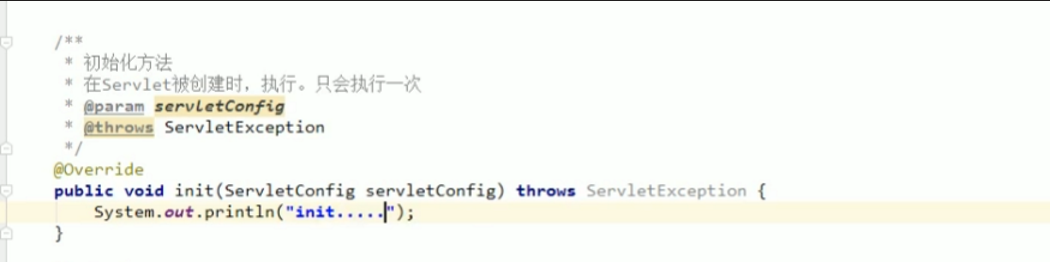 /**
 * 初始化方法
 * 在Servlet被创建时，执行。只会执行一次
 * @param servletConfig
 * @throws ServletException
 */
@Override
public void init(ServletConfig servletConfig) throws ServletException {
    System.out.println("init.....");
}